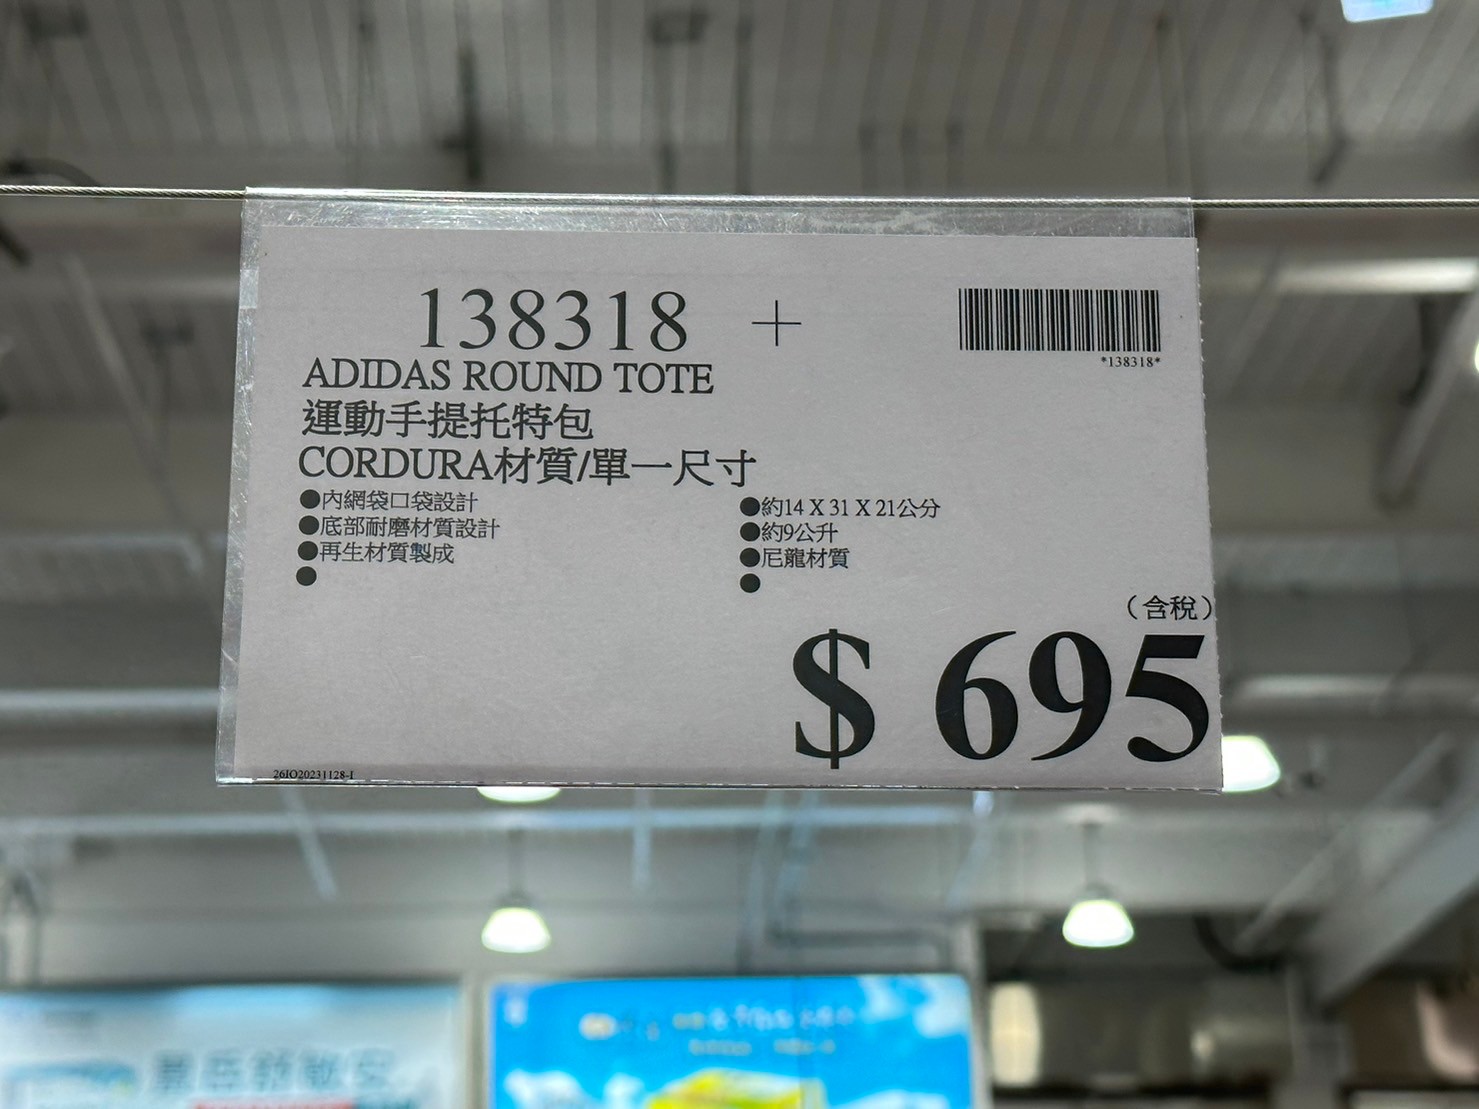 138318 +
*138318*
ADIDAS ROUND TOTE
運動手提托特包
CORDURA材質/單一尺寸
●內網袋口袋設計
●底部耐磨材質設計
●再生材質製成
●
●約14 X 31 X 21公分
●約9公升
●尼龍材質
●
（含稅）
$ 695
26IO20231128-I